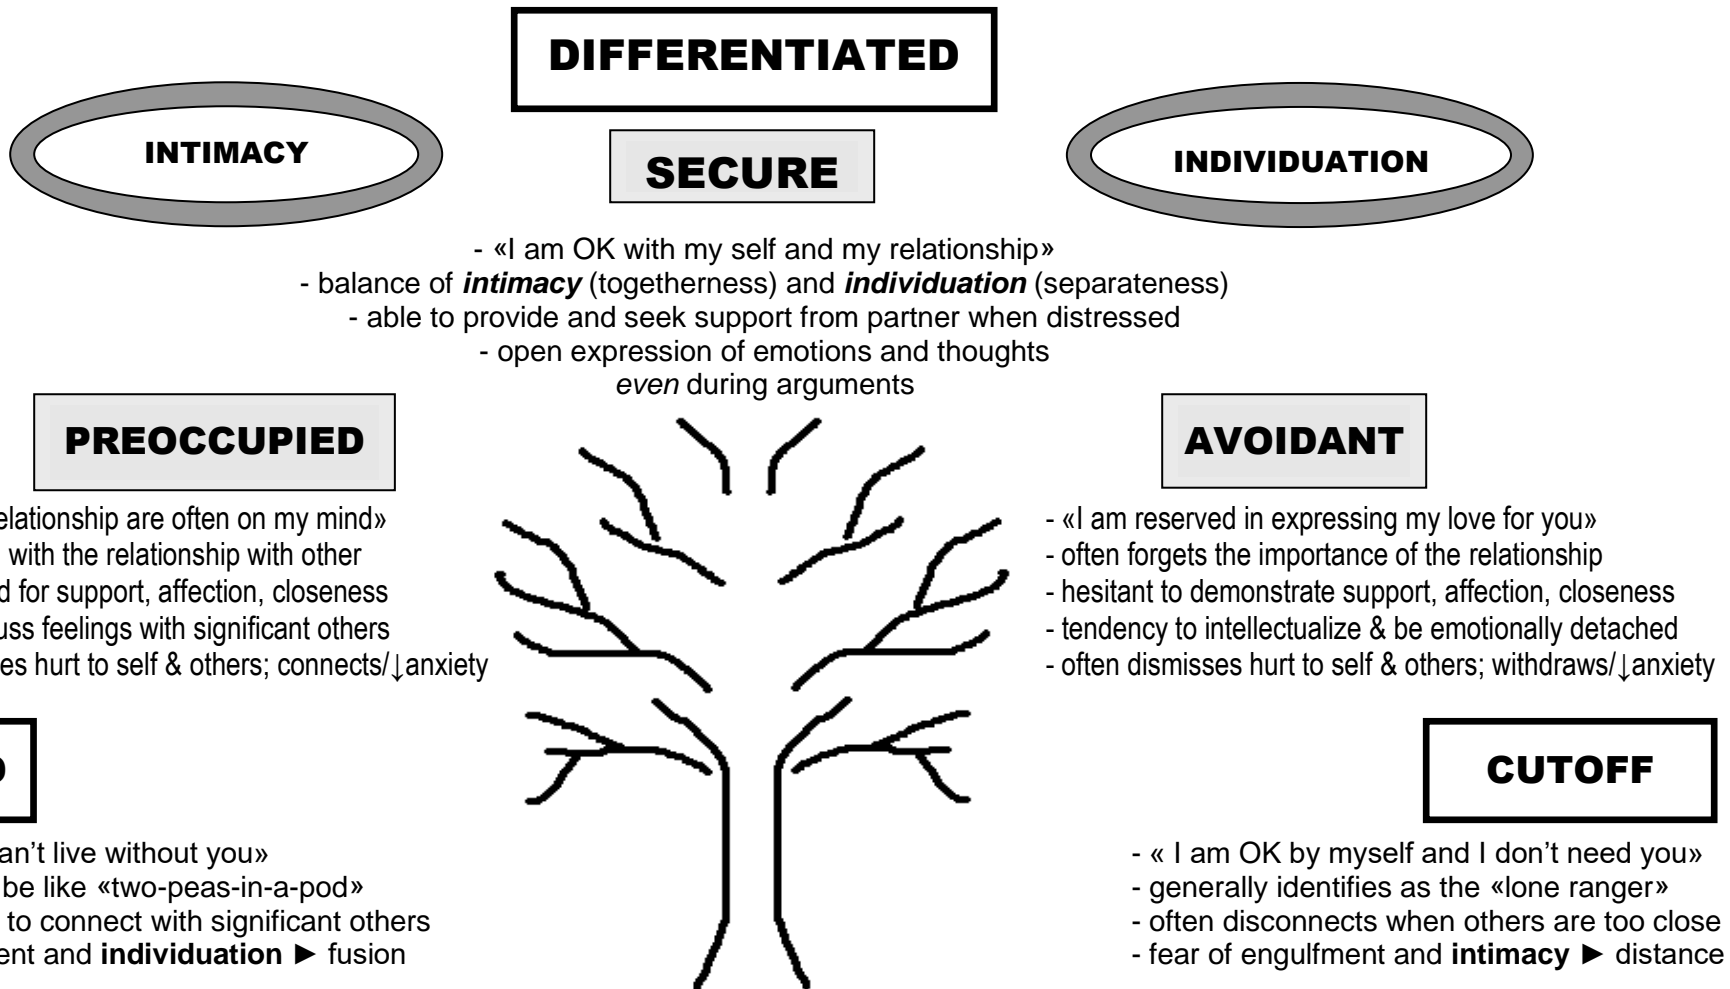 DIFFERENTIATED
INTIMACY
SECURE
INDIVIDUATION
- «I am OK with my self and my relationship»
- balance of intimacy (togetherness) and individuation (separateness)
- able to provide and seek support from partner when distressed
- open expression of emotions and thoughts
even during arguments
PREOCCUPIED
elationship are often on my mind»
with the relationship with other
d for support, affection, closeness
uss feelings with significant others
es hurt to self & others; connects/↓anxiety
AVOIDANT
- «I am reserved in expressing my love for you»
- often forgets the importance of the relationship
- hesitant to demonstrate support, affection, closeness
- tendency to intellectualize & be emotionally detached
- often dismisses hurt to self & others; withdraws/↓anxiety
D
an't live without you»
be like «two-peas-in-a-pod»
to connect with significant others
ent and individuation ► fusion
CUTOFF
- « I am OK by myself and I don't need you»
- generally identifies as the «lone ranger»
- often disconnects when others are too close
- fear of engulfment and intimacy ► distance